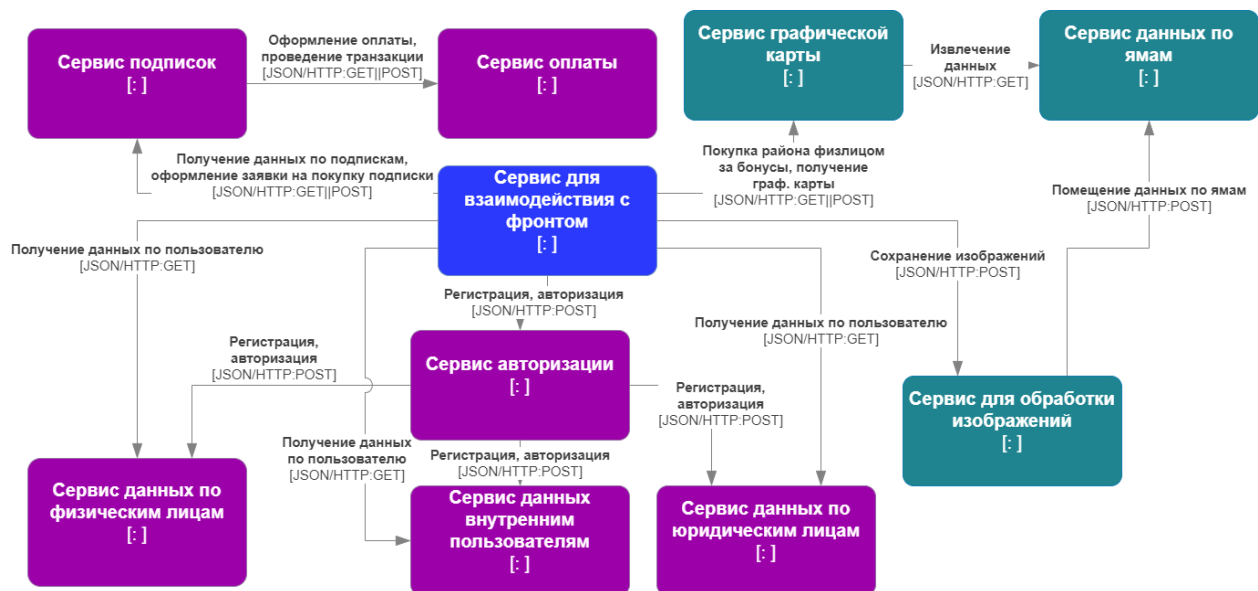 Сервис подписок
[: ]
Оформление оплаты,
проведение транзакции
[JSON/HTTP:GET||POST]
Сервис оплаты
[: ]
Сервис графической
карты
[: ]
Извлечение
данных
[JSON/HTTP:GET]
Сервис данных по
ямам
[: ]
Получение данных по подпискам,
оформление заявки на покупку подписки
[JSON/HTTP:GET||POST]
Сервис для
взаимодействия с
фронтом
[: ]
Покупка района физлицом
за бонусы, получение
граф. карты
[JSON/HTTP:GET||POST]
Помещение данных по ямам
[JSON/HTTP:POST]
Получение данных по пользователю
[JSON/HTTP:GET]
Сохранение изображений
[JSON/HTTP:POST]
Регистрация, авторизация
[JSON/HTTP:POST]
Получение данных по пользователю
[JSON/HTTP:GET]
Регистрация,
авторизация
[JSON/HTTP:POST]
Сервис авторизации
[: ]
Регистрация,
авторизация
[JSON/HTTP:POST]
Сервис для обработки
изображений
[: ]
Получение данных
по пользователю
[JSON/HTTP:GET]
Регистрация, авторизация
[JSON/HTTP:POST]
Сервис данных по
физическим лицам
[: ]
Сервис данных
внутренним
пользователям
[: ]
Сервис данных по
юридическим лицам
[: ]